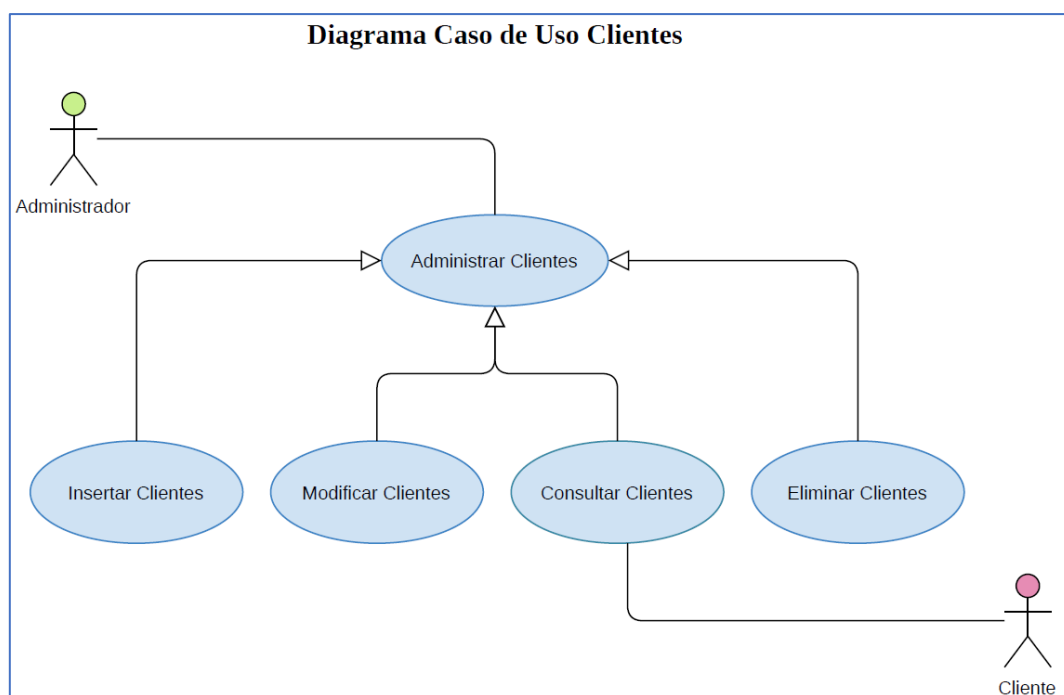 Diagrama Caso de Uso Clientes
Administrador
Administrar Clientes
Insertar Clientes
Modificar Clientes
Consultar Clientes
Eliminar Clientes
Cliente